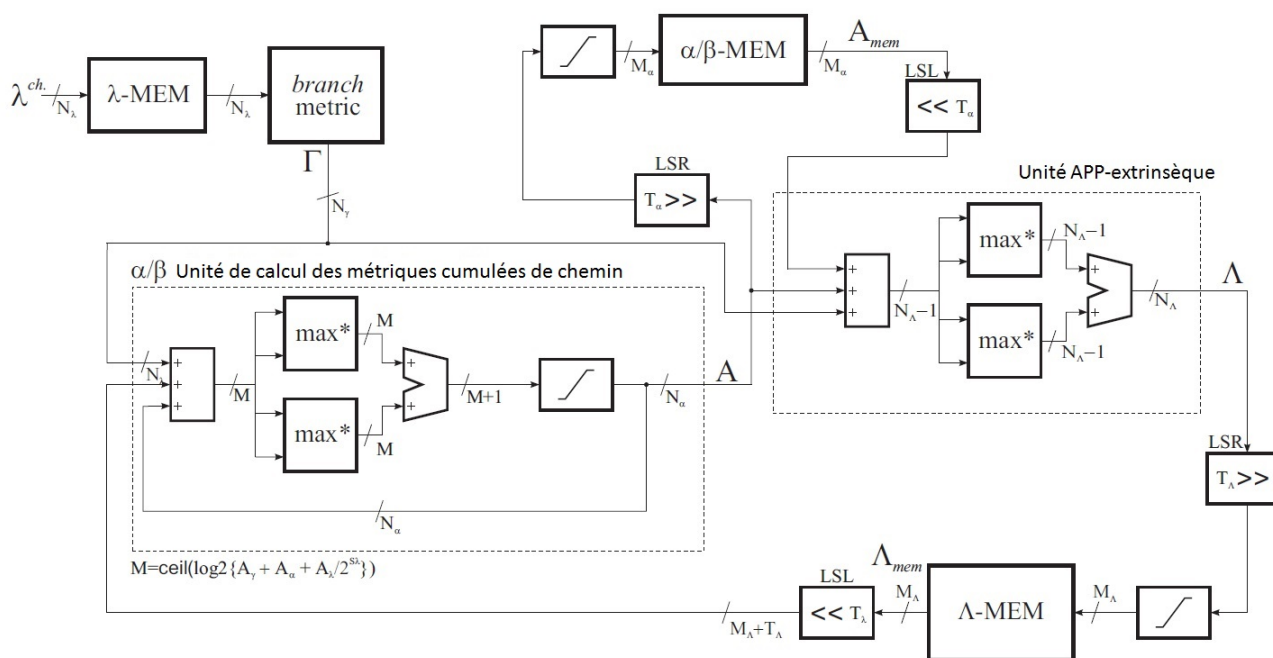 λ^ch.
N_λ
λ-MEM
N_λ
branch
metric
Γ
N_γ
M_α
α/β-MEM
M_α
A_mem
LSL
<< T_α
LSR
T_α >>
Unité APP-extrinsèque
+
+
+
N_Λ−1
max*
N_Λ−1
max*
N_Λ−1
+
+
N_Λ
Λ
α/β Unité de calcul des métriques cumulées de chemin
N_λ
+
+
+
M
max*
M
max*
M
+
+
M+1
N_α
A
N_α
M=ceil(log2{A_γ + A_α + A_λ/2^sλ})
LSR
T_Λ >>
M_Λ+T_Λ
LSL
<< T_λ
M_Λ
Λ_mem
Λ-MEM
M_Λ